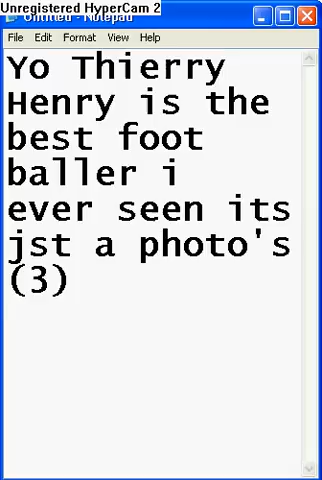 Unregistered HyperCam 2
Untitled - Notepad
File Edit Format View Help
Yo Thierry
Henry is the
best foot
baller i
ever seen its
jst a photo's
(3)